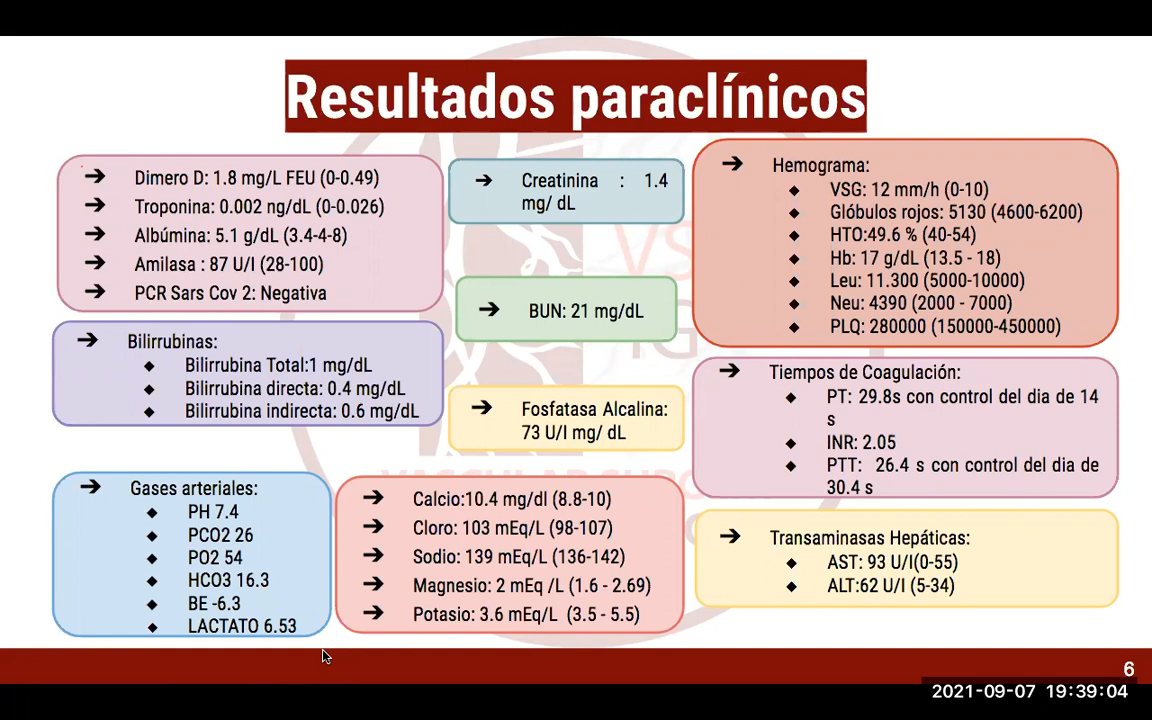 Resultados paraclínicos
➔ Dimero D: 1.8 mg/L FEU (0-0.49)
➔ Troponina: 0.002 ng/dL (0-0.026)
➔ Albúmina: 5.1 g/dL (3.4-4-8)
➔ Amilasa : 87 U/I (28-100)
➔ PCR Sars Cov 2: Negativa
➔ Bilirrubinas:
◆ Bilirrubina Total:1 mg/dL
◆ Bilirrubina directa: 0.4 mg/dL
◆ Bilirrubina indirecta: 0.6 mg/dL
➔ Gases arteriales:
◆ PH 7.4
◆ PCO2 26
◆ PO2 54
◆ HCO3 16.3
◆ BE -6.3
◆ LACTATO 6.53
➔ Creatinina : 1.4
mg/ dL
➔ BUN: 21 mg/dL
➔ Fosfatasa Alcalina:
73 U/I mg/ dL
➔ Calcio:10.4 mg/dl (8.8-10)
➔ Cloro: 103 mEq/L (98-107)
➔ Sodio: 139 mEq/L (136-142)
➔ Magnesio: 2 mEq /L (1.6 - 2.69)
➔ Potasio: 3.6 mEq/L (3.5 - 5.5)
➔ Hemograma:
◆ VSG: 12 mm/h (0-10)
◆ Glóbulos rojos: 5130 (4600-6200)
◆ HTO:49.6 % (40-54)
◆ Hb: 17 g/dL (13.5 - 18)
◆ Leu: 11.300 (5000-10000)
◆ Neu: 4390 (2000 - 7000)
◆ PLQ: 280000 (150000-450000)
➔ Tiempos de Coagulación:
◆ PT: 29.8s con control del dia de 14
s
◆ INR: 2.05
◆ PTT: 26.4 s con control del dia de
30.4 s
➔ Transaminasas Hepáticas:
◆ AST: 93 U/I(0-55)
◆ ALT:62 U/I (5-34)
6
2021-09-07 19:39:04